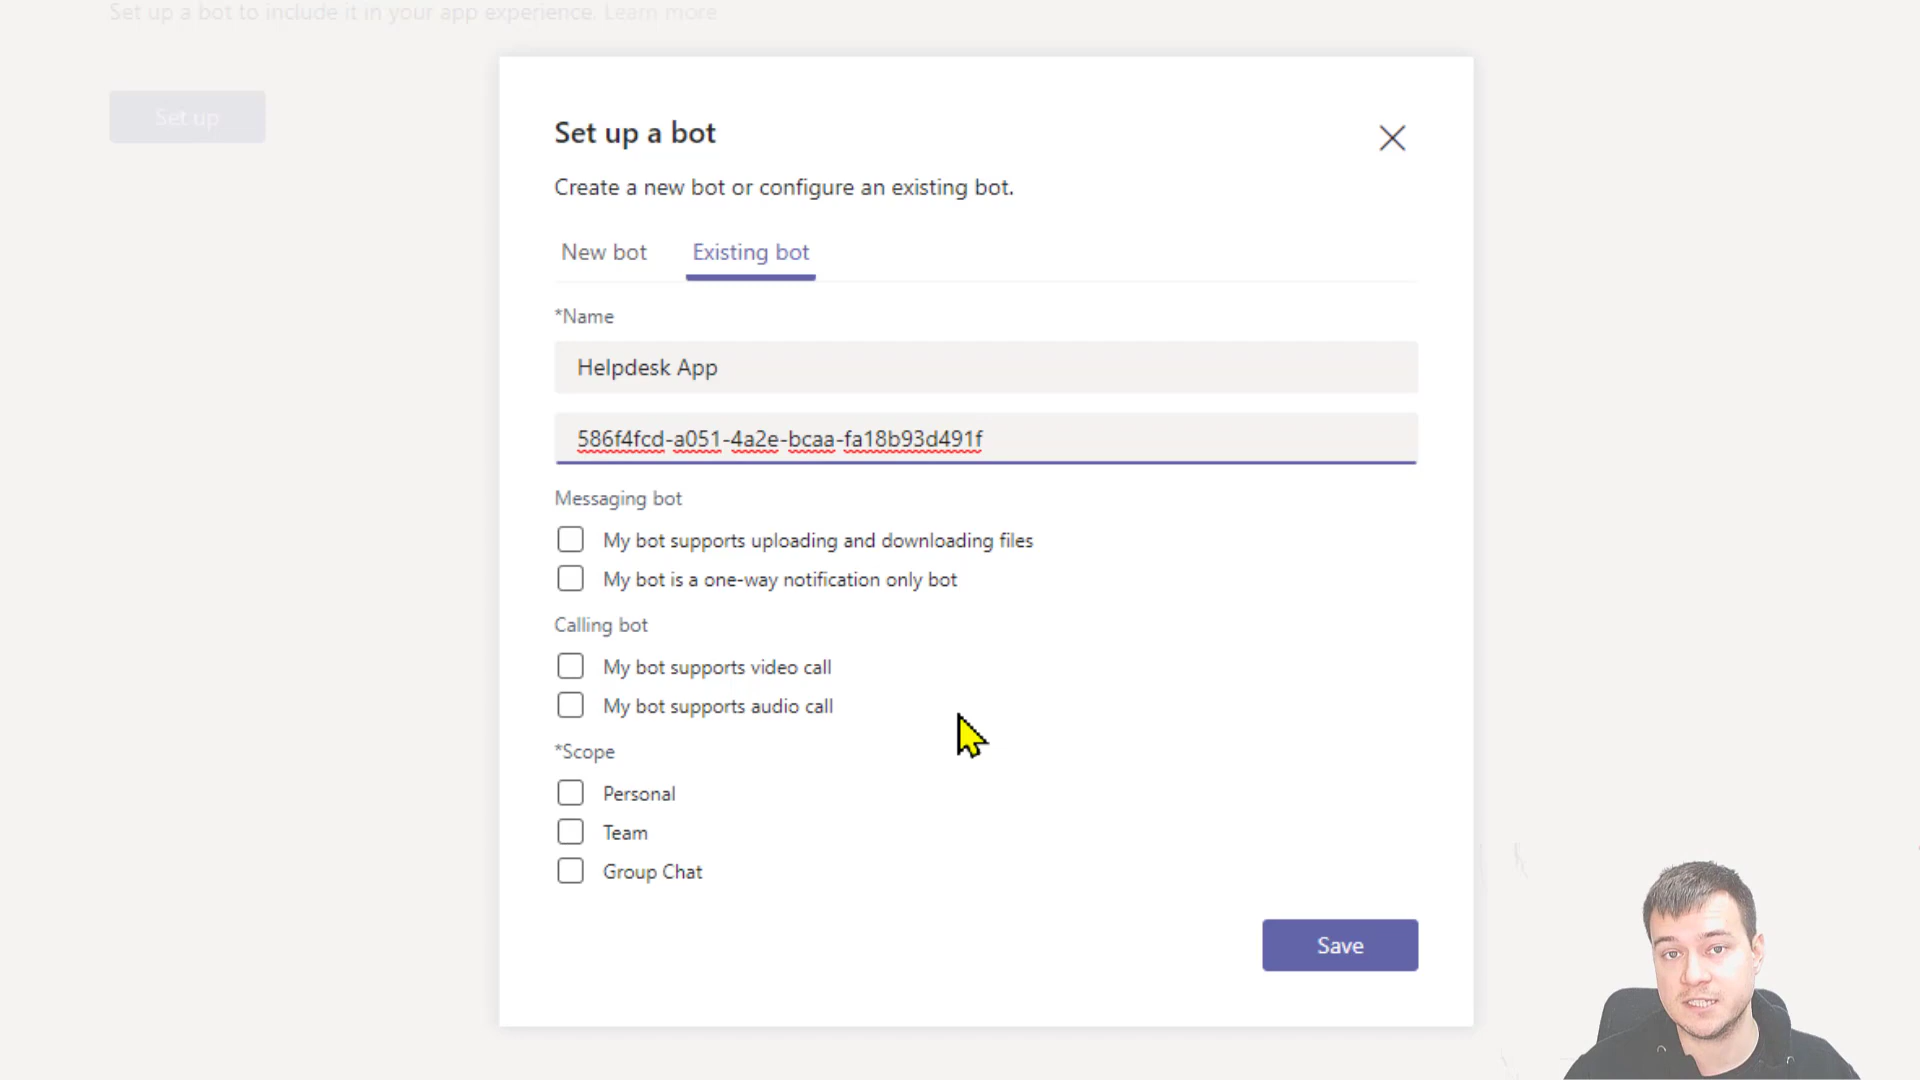 Set up a bot to include it in your app experience. Learn more
Set up
Set up a bot
Create a new bot or configure an existing bot.
New bot
Existing bot
*Name
Helpdesk App
586f4fcd-a051-4a2e-bcaa-fa18b93d491f
Messaging bot
My bot supports uploading and downloading files
My bot is a one-way notification only bot
Calling bot
My bot supports video call
My bot supports audio call
*Scope
Personal
Team
Group Chat
Save